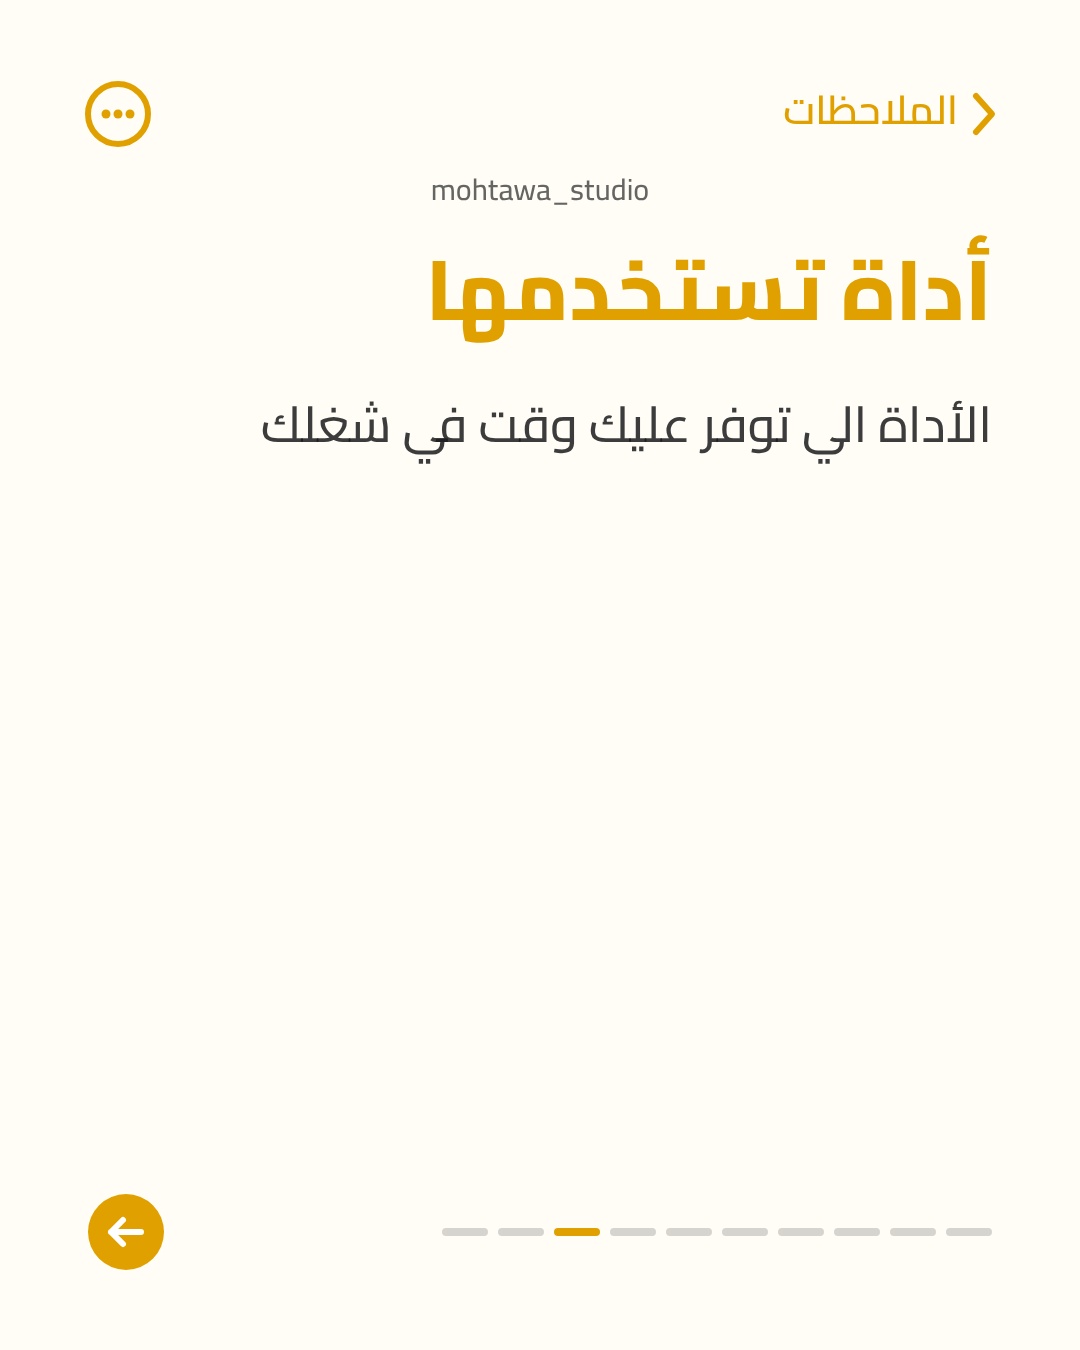 الملاحظات
mohtawa_studio
أداة تستخدمها
الأداة الي توفر عليك وقت في شغلك